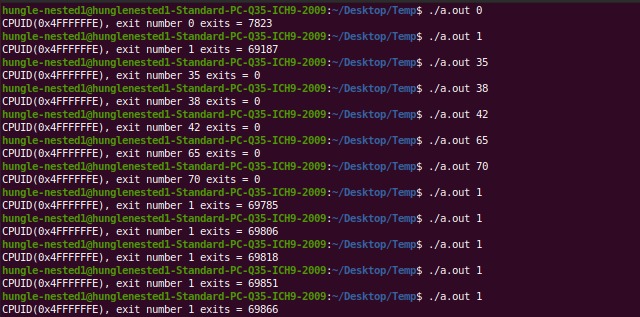 hungle-nested1@hunglenested1-Standard-PC-Q35-ICH9-2009:~/Desktop/Temp$ ./a.out 0
CPUID(0x4FFFFFFE), exit number 0 exits = 7823
hungle-nested1@hunglenested1-Standard-PC-Q35-ICH9-2009:~/Desktop/Temp$ ./a.out 1
CPUID(0x4FFFFFFE), exit number 1 exits = 69187
hungle-nested1@hunglenested1-Standard-PC-Q35-ICH9-2009:~/Desktop/Temp$ ./a.out 35
CPUID(0x4FFFFFFE), exit number 35 exits = 0
hungle-nested1@hunglenested1-Standard-PC-Q35-ICH9-2009:~/Desktop/Temp$ ./a.out 38
CPUID(0x4FFFFFFE), exit number 38 exits = 0
hungle-nested1@hunglenested1-Standard-PC-Q35-ICH9-2009:~/Desktop/Temp$ ./a.out 42
CPUID(0x4FFFFFFE), exit number 42 exits = 0
hungle-nested1@hunglenested1-Standard-PC-Q35-ICH9-2009:~/Desktop/Temp$ ./a.out 65
CPUID(0x4FFFFFFE), exit number 65 exits = 0
hungle-nested1@hunglenested1-Standard-PC-Q35-ICH9-2009:~/Desktop/Temp$ ./a.out 70
CPUID(0x4FFFFFFE), exit number 70 exits = 0
hungle-nested1@hunglenested1-Standard-PC-Q35-ICH9-2009:~/Desktop/Temp$ ./a.out 1
CPUID(0x4FFFFFFE), exit number 1 exits = 69785
hungle-nested1@hunglenested1-Standard-PC-Q35-ICH9-2009:~/Desktop/Temp$ ./a.out 1
CPUID(0x4FFFFFFE), exit number 1 exits = 69806
hungle-nested1@hunglenested1-Standard-PC-Q35-ICH9-2009:~/Desktop/Temp$ ./a.out 1
CPUID(0x4FFFFFFE), exit number 1 exits = 69818
hungle-nested1@hunglenested1-Standard-PC-Q35-ICH9-2009:~/Desktop/Temp$ ./a.out 1
CPUID(0x4FFFFFFE), exit number 1 exits = 69851
hungle-nested1@hunglenested1-Standard-PC-Q35-ICH9-2009:~/Desktop/Temp$ ./a.out 1
CPUID(0x4FFFFFFE), exit number 1 exits = 69866